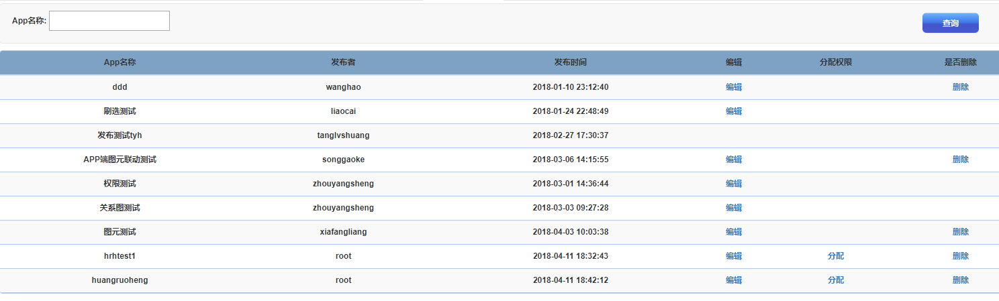 App名称:
查询
App名称 发布者 发布时间 编辑 分配权限 是否删除
ddd wanghao 2018-01-10 23:12:40 编辑 删除
刷选测试 liaocai 2018-01-24 22:48:49 编辑
发布测试tyh tanglvshuang 2018-02-27 17:30:37
APP端图元联动测试 songgaoke 2018-03-06 14:15:55 编辑 删除
权限测试 zhouyangsheng 2018-03-01 14:36:44 编辑
关系图测试 zhouyangsheng 2018-03-03 09:27:28 编辑
图元测试 xiafangliang 2018-04-03 10:03:38 编辑 删除
hrhtest1 root 2018-04-11 18:32:43 编辑 分配 删除
huangruoheng root 2018-04-11 18:42:12 编辑 分配 删除